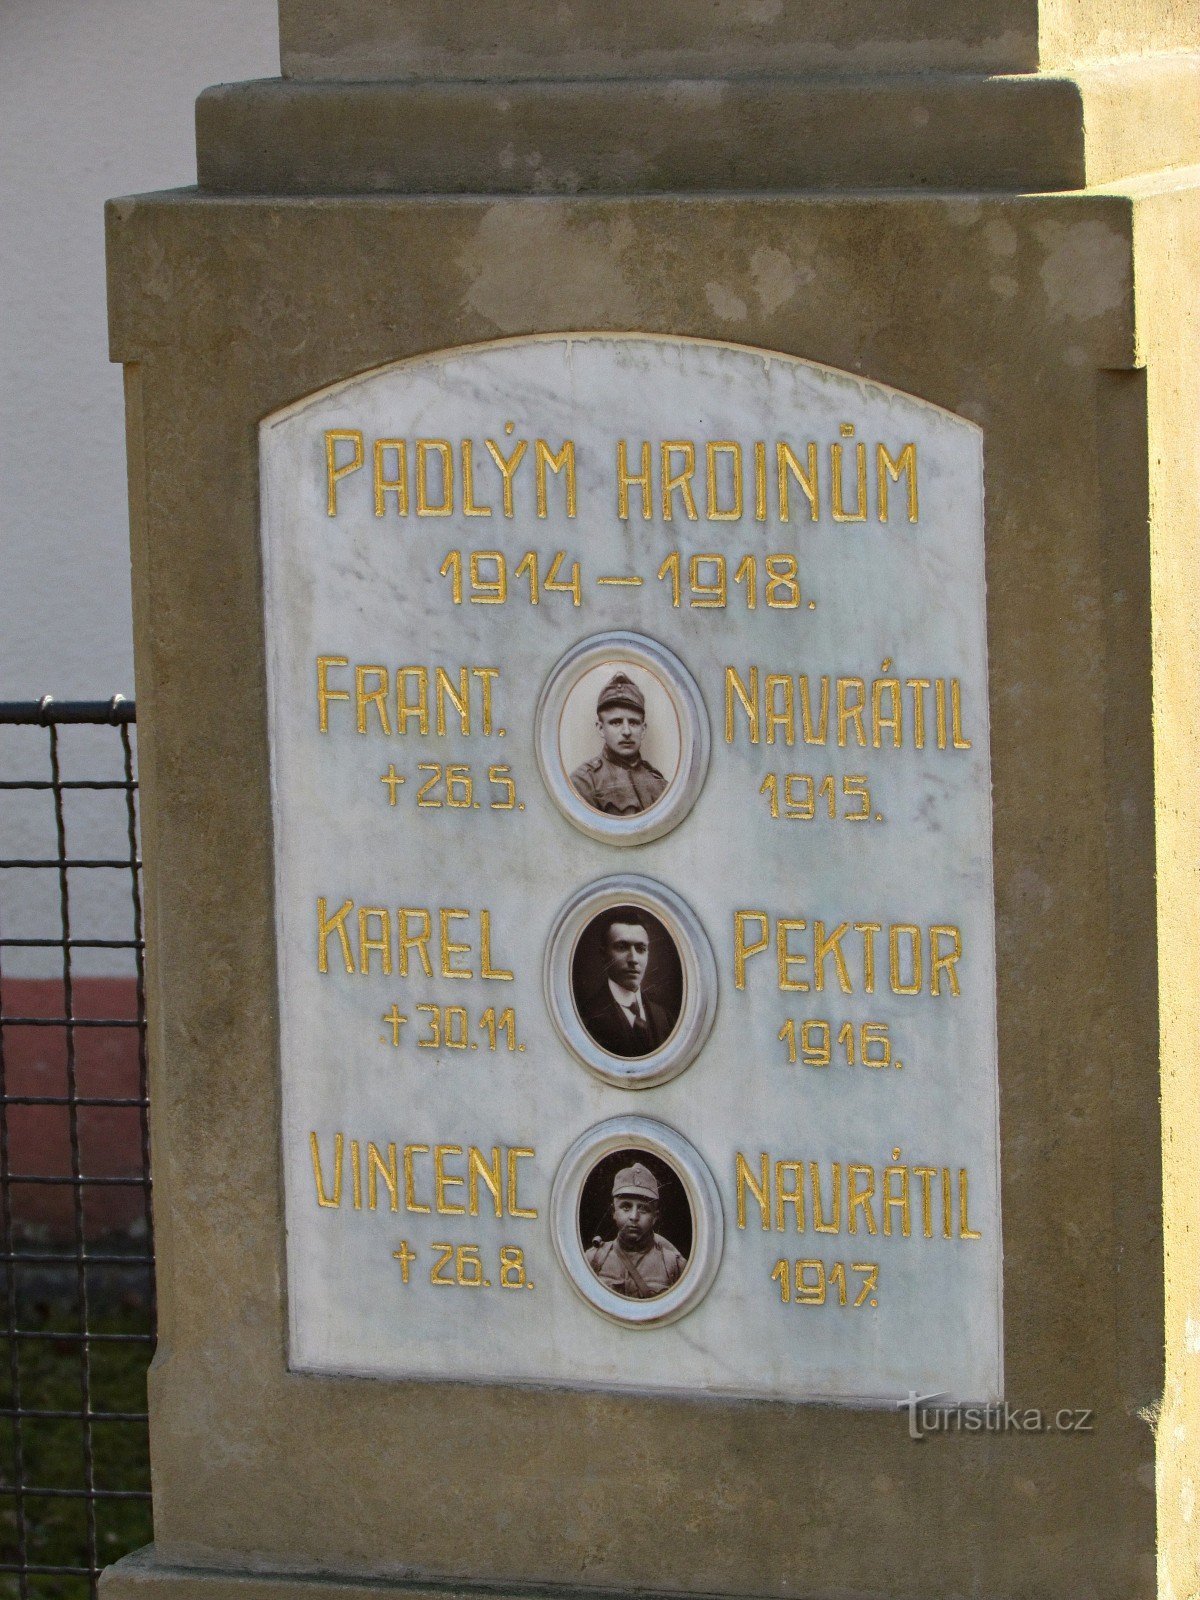 PADLÝM HRDINŮM
1914 – 1918.
FRANT. NAVRÁTIL
+ 26. 5. 1915.
KAREL PEKTOR
+ 30. 11. 1916.
VINCENC NAVRÁTIL
+ 26. 8. 1917.
Turistika.cz